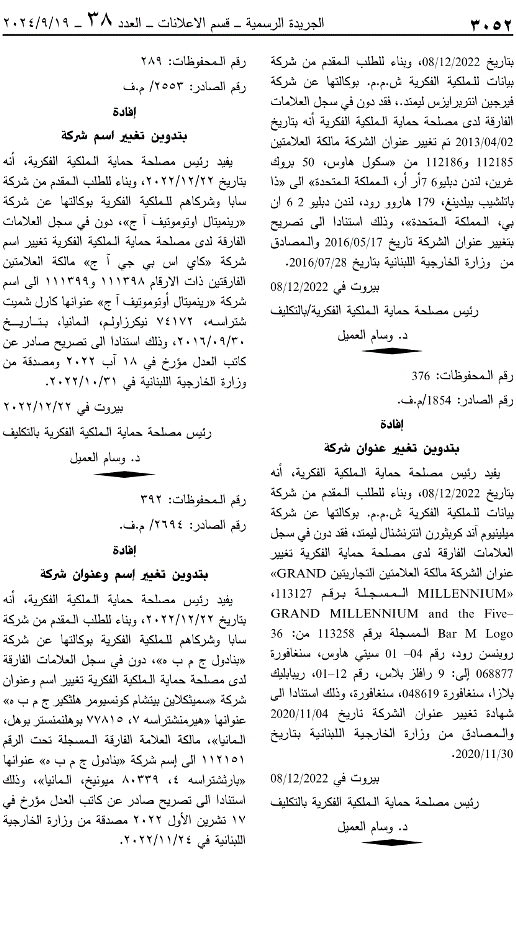 ٣٠٥٢
الجريدة الرسمية ــ قسم الاعلانات ــ العدد ٣٨ ــ ٢٠٢٤/٩/١٩
بتاريخ 08/12/2022، وبناء للطلب المقدم من شركة
بيانات للملكية الفكرية ش.م.م. بوكالتها عن شركة
فيرجين انتربرايزس ليمتد.، فقد دون في سجل العلامات
الفارقة لدى مصلحة حماية الملكية الفكرية أنه بتاريخ
2013/04/02 تم تغيير عنوان الشركة مالكة العلامتين
112185 و112186 من «سكول هاوس، 50 بروك
غرين، لندن دبليو6 7أر أر، المملكة المتحدة» الى «ذا
باتلشيب بيلدينغ، 179 هاروو رود، لندن دبليو 2 6 ان
بي، المملكة المتحدة»، وذلك استنادا الى تصريح
بتغيير عنوان الشركة تاريخ 2016/05/17 والمصادق
من وزارة الخارجية اللبنانية بتاريخ 2016/07/28.
بيروت في 08/12/2022
رئيس مصلحة حماية الملكية الفكرية/بالتكليف
د. وسام العميل
رقم المحفوظات: 376
رقم الصادر: 1854/م.ف.
إفادة
بتدوين تغيير عنوان شركة
يفيد رئيس مصلحة حماية الملكية الفكرية، أنه
بتاريخ 08/12/2022، وبناء للطلب المقدم من شركة
بيانات للملكية الفكرية ش.م.م. بوكالتها عن شركة
ميلينيوم آند كوبثورن انترنشنال ليمتد، فقد دون في سجل
العلامات الفارقة لدى مصلحة حماية الفكرية تغيير
عنوان الشركة مالكة العلامتين التجاريتين GRAND»
«MILLENNIUM المسجلة برقم 113127،
GRAND MILLENNIUM and the Five–
Bar M Logo المسجلة برقم 113258 من: 36
روبنسن رود، رقم 04– 01 سيتي هاوس، سنغافورة
068877 إلى: 9 رافلز بلاس، رقم 12–01، ريبابليك
بلازا، سنغافورة 048619، سنغافورة، وذلك استنادا الى
شهادة تغيير عنوان الشركة تاريخ 2020/11/04
والمصادق من وزارة الخارجية اللبنانية بتاريخ
2020/11/30.
بيروت في 08/12/2022
رئيس مصلحة حماية الملكية الفكرية بالتكليف
د. وسام العميل
رقم المحفوظات: ٢٨٩
رقم الصادر: ٢٥٥٣/ م.ف
إفادة
بتدوين تغيير اسم شركة
يفيد رئيس مصلحة حماية الملكية الفكرية، أنه
بتاريخ ٢٠٢٢/١٢/٢٢، وبناء للطلب المقدم من شركة
سابا وشركاهم للملكية الفكرية بوكالتها عن شركة
«رينميتال أوتوموتيف آ ج»، دون في سجل العلامات
الفارقة لدى مصلحة حماية الملكية الفكرية تغيير اسم
شركة «كاي اس بي جي آ ج» مالكة العلامتين
الفارقتين ذات الارقام ١١١٣٩٨ و١١١٣٩٩ الى اسم
شركة «رينميتال أوتوموتيف آ ج» عنوانها كارل شميت
شتراسه، ٧٤١٧٢ نيكرزاولم، المانيا، بتاريخ
٢٠١٦/٠٩/٣٠، وذلك استنادا الى تصريح صادر عن
كاتب العدل مؤرخ في ١٨ آب ٢٠٢٢ ومصدقة من
وزارة الخارجية اللبنانية في ٢٠٢٢/١٠/٣١.
بيروت في ٢٠٢٢/١٢/٢٢
رئيس مصلحة حماية الملكية الفكرية بالتكليف
د. وسام العميل
رقم المحفوظات: ٣٩٢
رقم الصادر: ٢٦٩٤/ م.ف.
إفادة
بتدوين تغيير إسم وعنوان شركة
يفيد رئيس مصلحة حماية الملكية الفكرية، أنه
بتاريخ ٢٠٢٢/١٢/٢٢، وبناء للطلب المقدم من شركة
سابا وشركاهم للملكية الفكرية بوكالتها عن شركة
«بنادول ج م ب ه»، دون في سجل العلامات الفارقة
لدى مصلحة حماية الملكية الفكرية تغيير اسم وعنوان
شركة «سميثكلاين بيتشام كونسيومر هلثكير ج م ب ه»
عنوانها «هيرمنشتراسه ٧، ٧٧٨١٥ بوهلنمنستر بوهل،
المانيا»، مالكة العلامة الفارقة المسجلة تحت الرقم
١١٢١٥١ الى إسم شركة «بنادول ج م ب ه» عنوانها
«بارثشتراسه ٤، ٨٠٣٣٩ ميونيخ، المانيا»، وذلك
استنادا الى تصريح صادر عن كاتب العدل مؤرخ في
١٧ تشرين الأول ٢٠٢٢ مصدقة من وزارة الخارجية
اللبنانية في ٢٠٢٢/١١/٢٤.